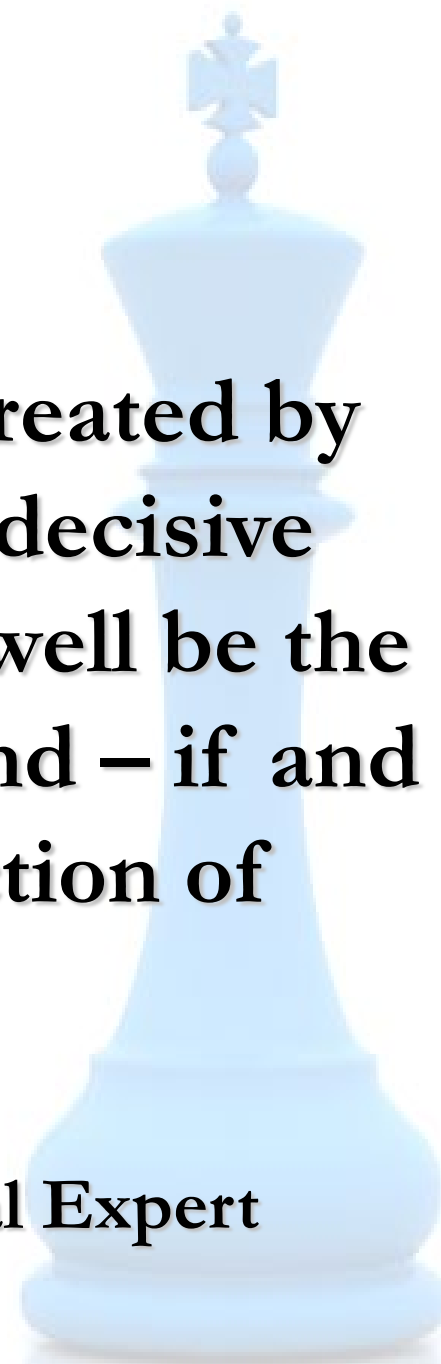 reated by
decisive
well be the
nd – if and
tion of
l Expert